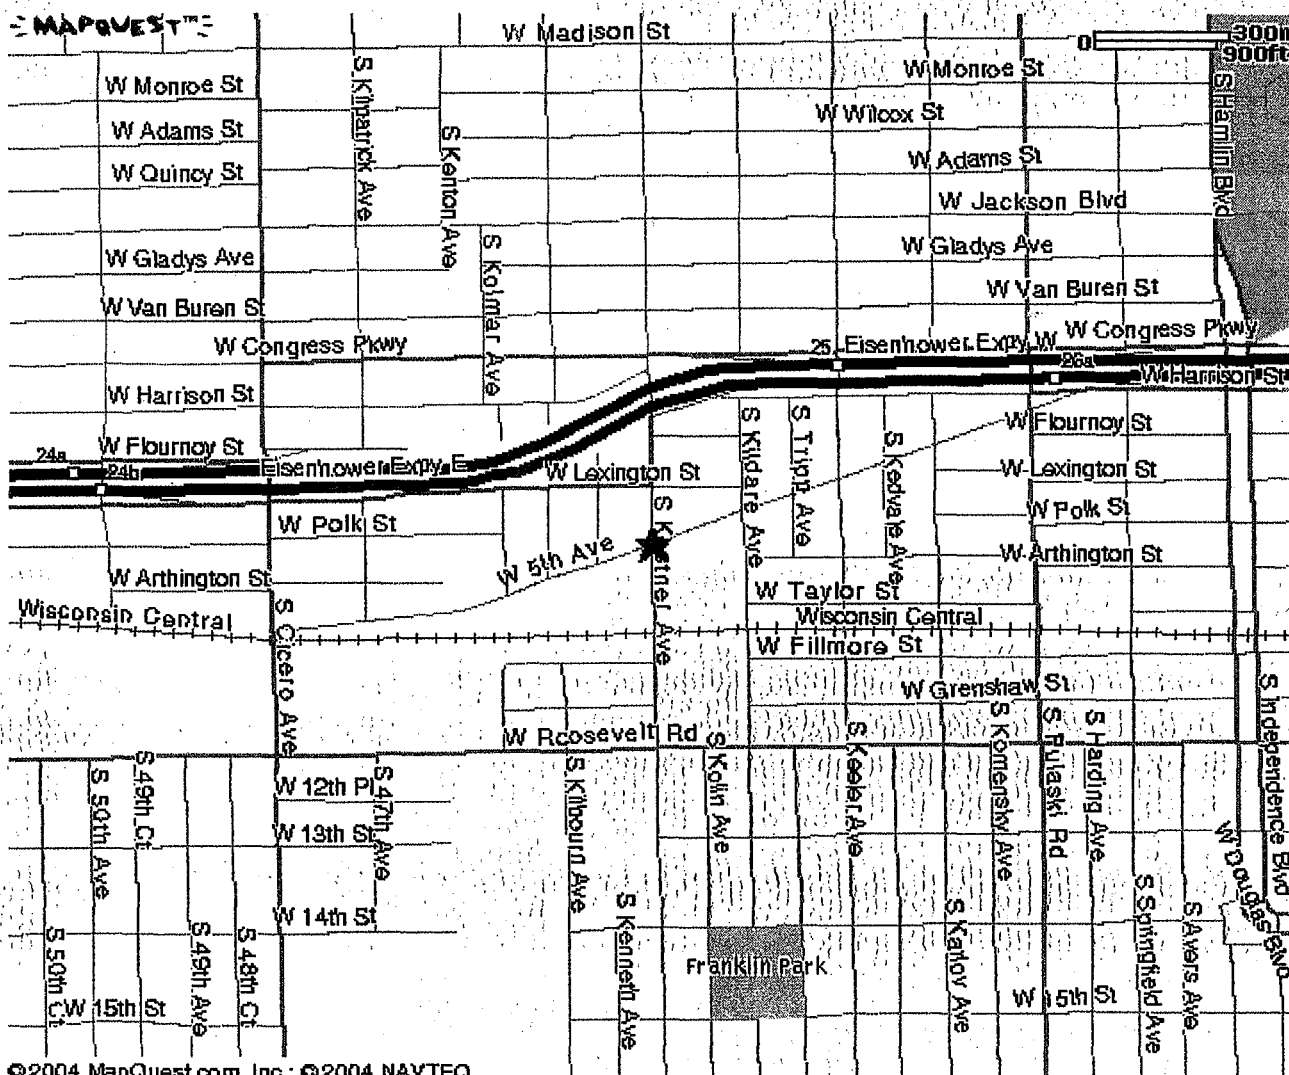 MAPQUEST™
W Madison St
0 300m
900ft
W Monroe St
W Monroe St
W Adams St
W Wilcox St
W Quincy St
W Adams St
S Kilpatrick Ave
S Kenton Ave
S Hamlin Blvd
W Jackson Blvd
W Gladys Ave
W Gladys Ave
S Kolmar Ave
W Van Buren St
W Van Buren St
W Congress Pkwy
W Congress Pkwy
25
Eisenhower Expy W
26a
W Harrison St
W Harrison St
W Flournoy St
W Flournoy St
24a
24b
Eisenhower Expy E
W Lexington St
W Lexington St
S Kildare Ave
S Tripp Ave
S Kedvale Ave
W Polk St
W Polk St
W 5th Ave
S Kostner Ave
W Arthington St
W Arthington St
W Taylor St
Wisconsin Central
Wisconsin Central
S Cicero Ave
W Fillmore St
W Grenshaw St
W Roosevelt Rd
S 50th Ave
S 49th Ct
W 12th Pl
S 47th Ave
W 13th St
S Kilbourn Ave
S Kolin Ave
S Keeler Ave
S Komensky Ave
S Pulaski Rd
S Harding Ave
S Independence Blvd
W Douglas Blvd
W 14th St
S 50th Ct
S 49th Ave
S 48th Ct
S Kenneth Ave
Franklin Park
S Karlov Ave
S Springfield Ave
S Avers Ave
W 15th St
W 15th St
©2004 MapQuest.com, Inc.; ©2004 NAVTEQ